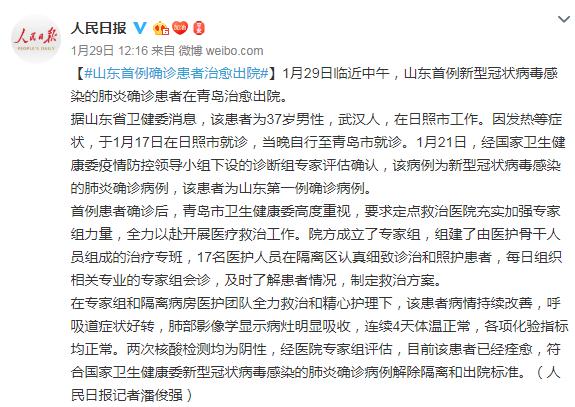 人民日报
人民日报
PEOPLE'S DAILY
1月29日 12:16 来自 微博 weibo.com
【#山东首例确诊患者治愈出院#】1月29日临近中午，山东首例新型冠状病毒感
染的肺炎确诊患者在青岛治愈出院。
据山东省卫健委消息，该患者为37岁男性，武汉人，在日照市工作。因发热等症
状，于1月17日在日照市就诊，当晚自行至青岛市就诊。1月21日，经国家卫生健
康委疫情防控领导小组下设的诊断组专家评估确认，该病例为新型冠状病毒感染
的肺炎确诊病例，该患者为山东第一例确诊病例。
首例患者确诊后，青岛市卫生健康委高度重视，要求定点救治医院充实加强专家
组力量，全力以赴开展医疗救治工作。院方成立了专家组，组建了由医护骨干人
员组成的治疗专班，17名医护人员在隔离区认真细致诊治和照护患者，每日组织
相关专业的专家组会诊，及时了解患者情况，制定救治方案。
在专家组和隔离病房医护团队全力救治和精心护理下，该患者病情持续改善，呼
吸道症状好转，肺部影像学显示病灶明显吸收，连续4天体温正常，各项化验指标
均正常。两次核酸检测均为阴性，经医院专家组评估，目前该患者已经痊愈，符
合国家卫生健康委新型冠状病毒感染的肺炎确诊病例解除隔离和出院标准。（人
民日报记者潘俊强）